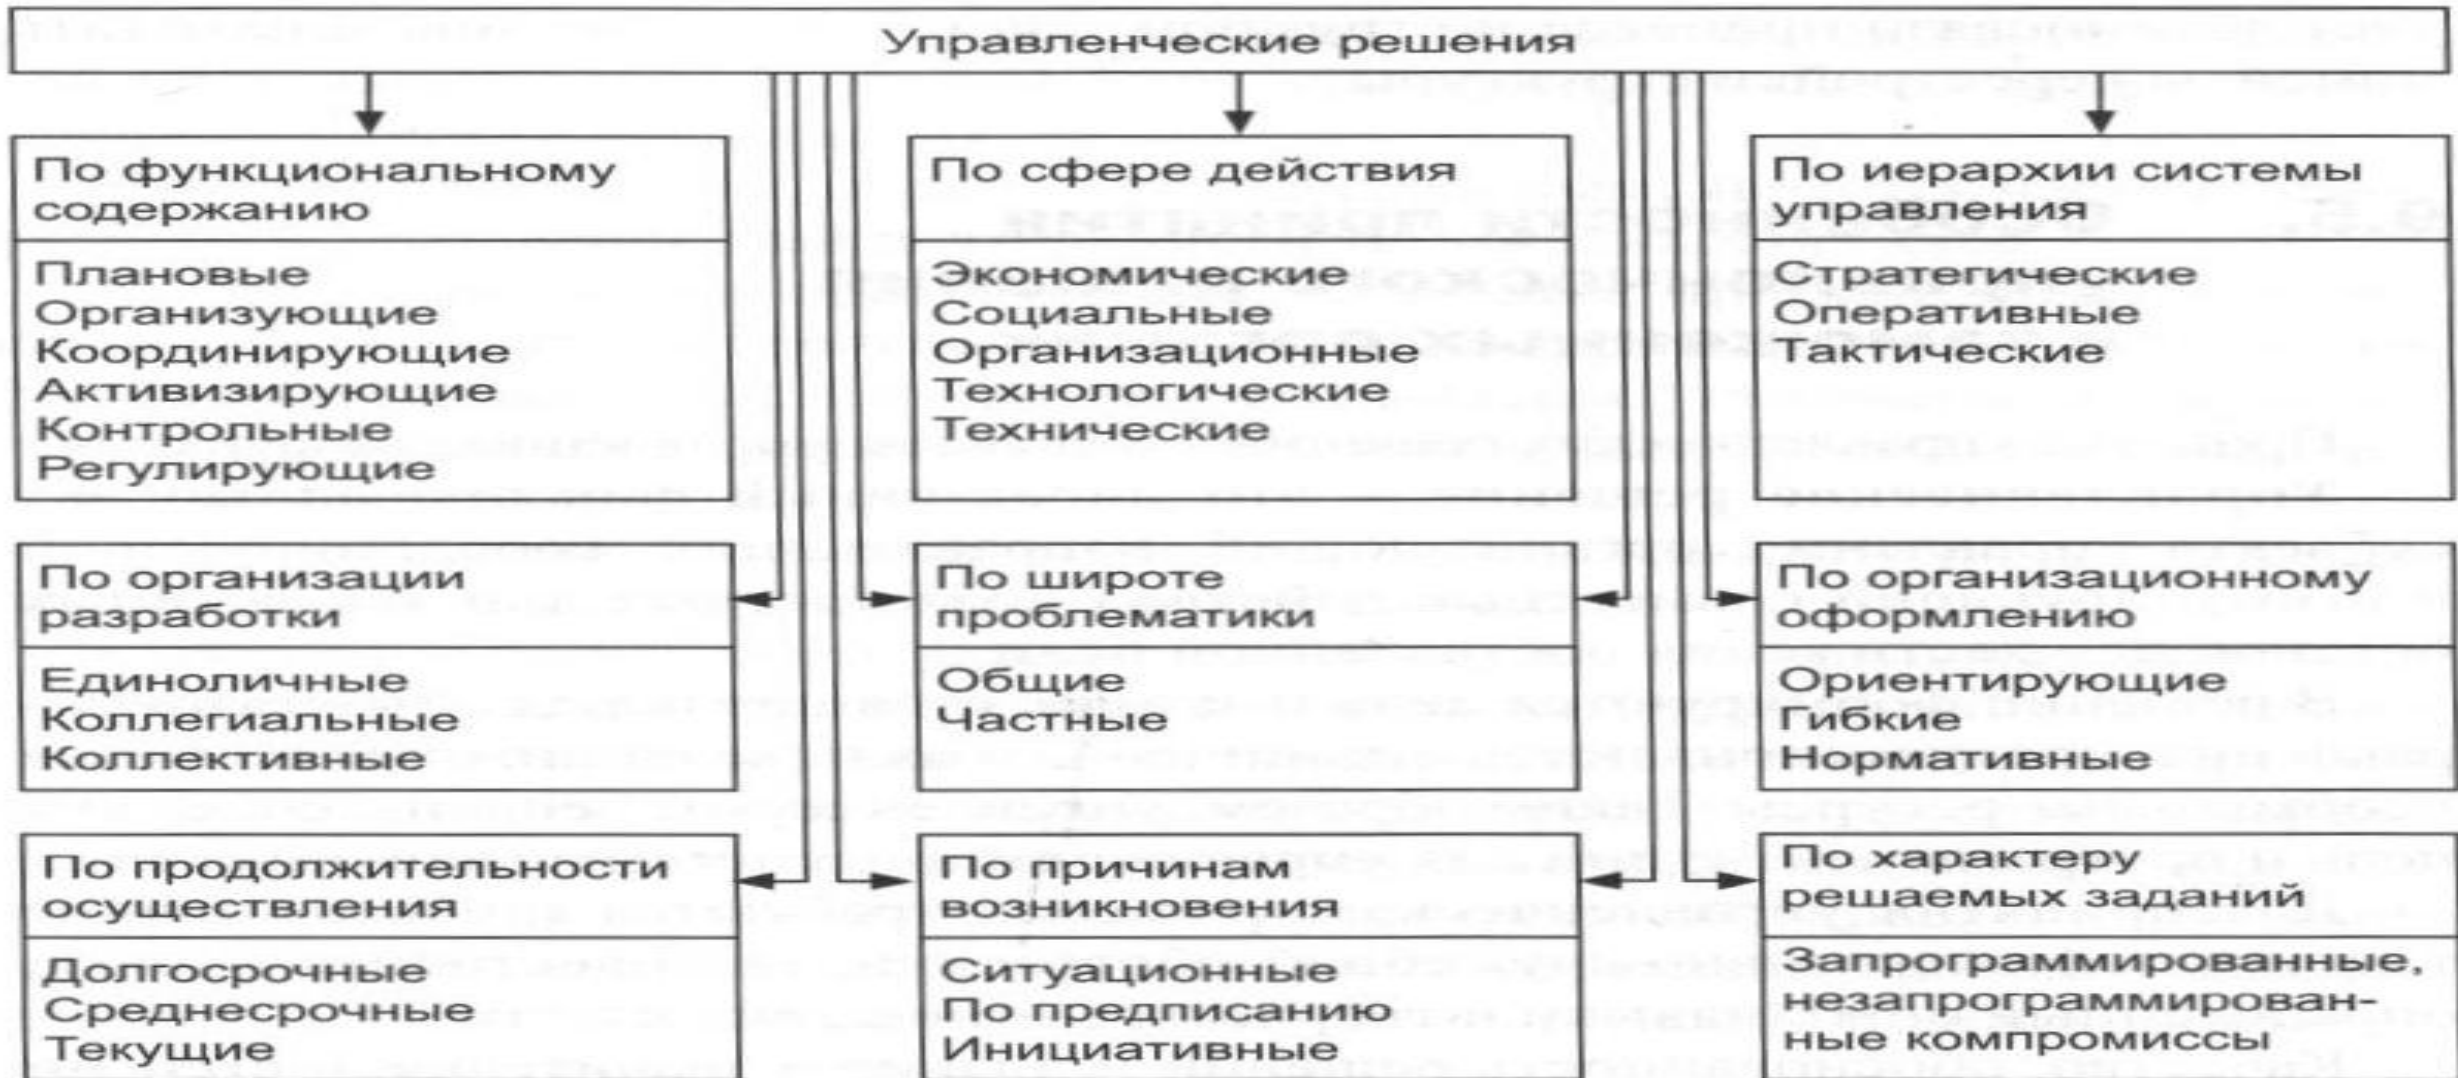 Управленческие решения
По функциональному
содержанию
Плановые
Организующие
Координирующие
Активизирующие
Контрольные
Регулирующие
По сфере действия
Экономические
Социальные
Организационные
Технологические
Технические
По иерархии системы
управления
Стратегические
Оперативные
Тактические
По организации
разработки
Единоличные
Коллегиальные
Коллективные
По широте
проблематики
Общие
Частные
По организационному
оформлению
Ориентирующие
Гибкие
Нормативные
По продолжительности
осуществления
Долгосрочные
Среднесрочные
Текущие
По причинам
возникновения
Ситуационные
По предписанию
Инициативные
По характеру
решаемых заданий
Запрограммированные,
незапрограммирован-
ные компромиссы